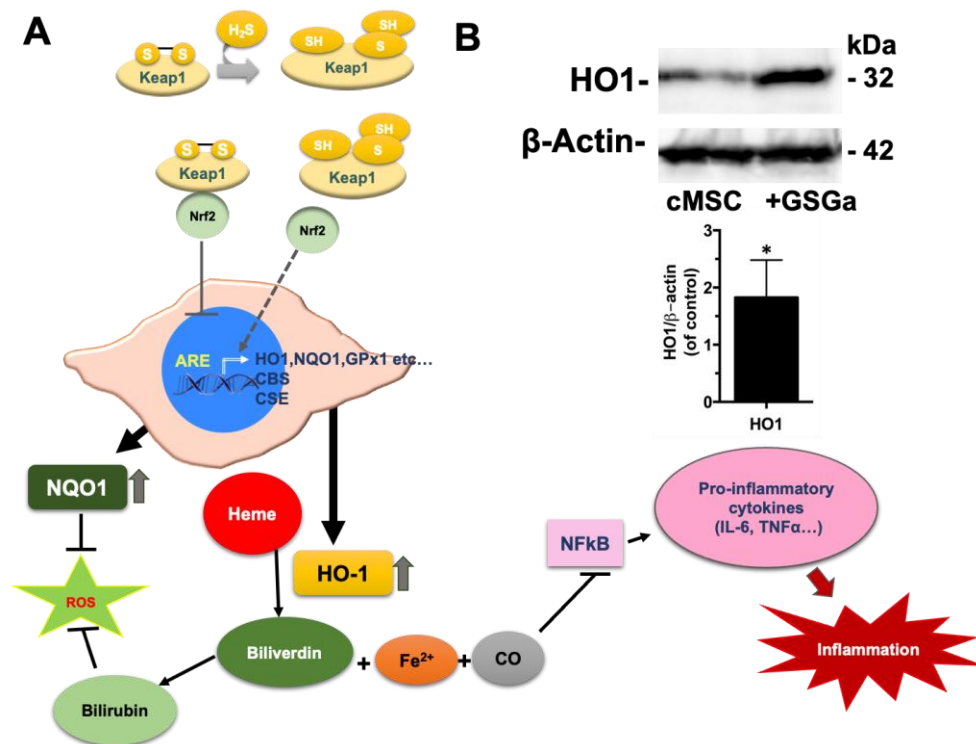 A
H₂S
S S
Keap1
SH
SH
S
Keap1
S S
Keap1
Nrf2
SH
SH
S
Keap1
Nrf2
ARE
HO1,NQO1,GPx1 etc...
CBS
CSE
NQO1
ROS
Bilirubin
Heme
HO-1
Biliverdin + Fe²⁺ + CO
NFkB
Pro-inflammatory
cytokines
(IL-6, TNFα...)
Inflammation
B
kDa
HO1- - 32
β-Actin- - 42
cMSC +GSGa
HO1/β-actin
(of control)
3
2
1
0
*
HO1